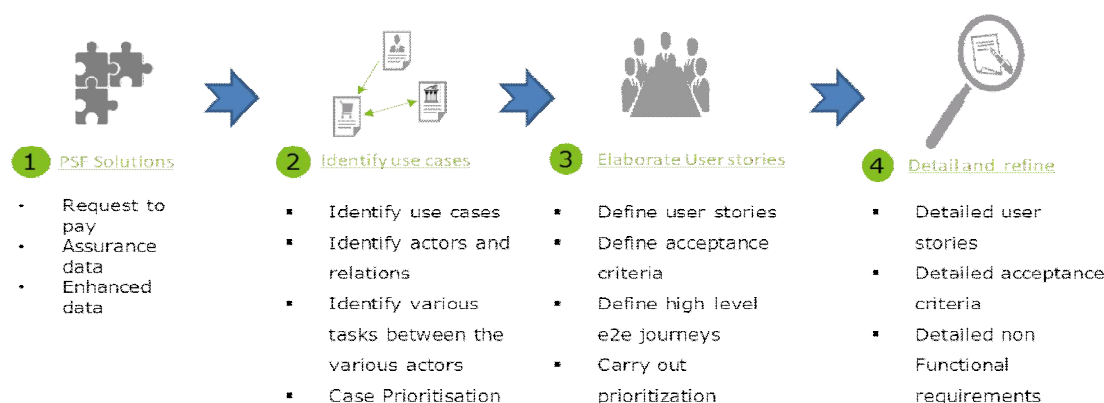 1 PSF Solutions
• Request to
pay
• Assurance
data
• Enhanced
data
2 Identify use cases
▪ Identify use cases
▪ Identify actors and
relations
▪ Identify various
tasks between the
various actors
▪ Case Prioritisation
3 Elaborate User stories
▪ Define user stories
▪ Define acceptance
criteria
▪ Define high level
e2e journeys
▪ Carry out
prioritization
4 Detail and refine
▪ Detailed user
stories
▪ Detailed acceptance
criteria
▪ Detailed non
Functional
requirements